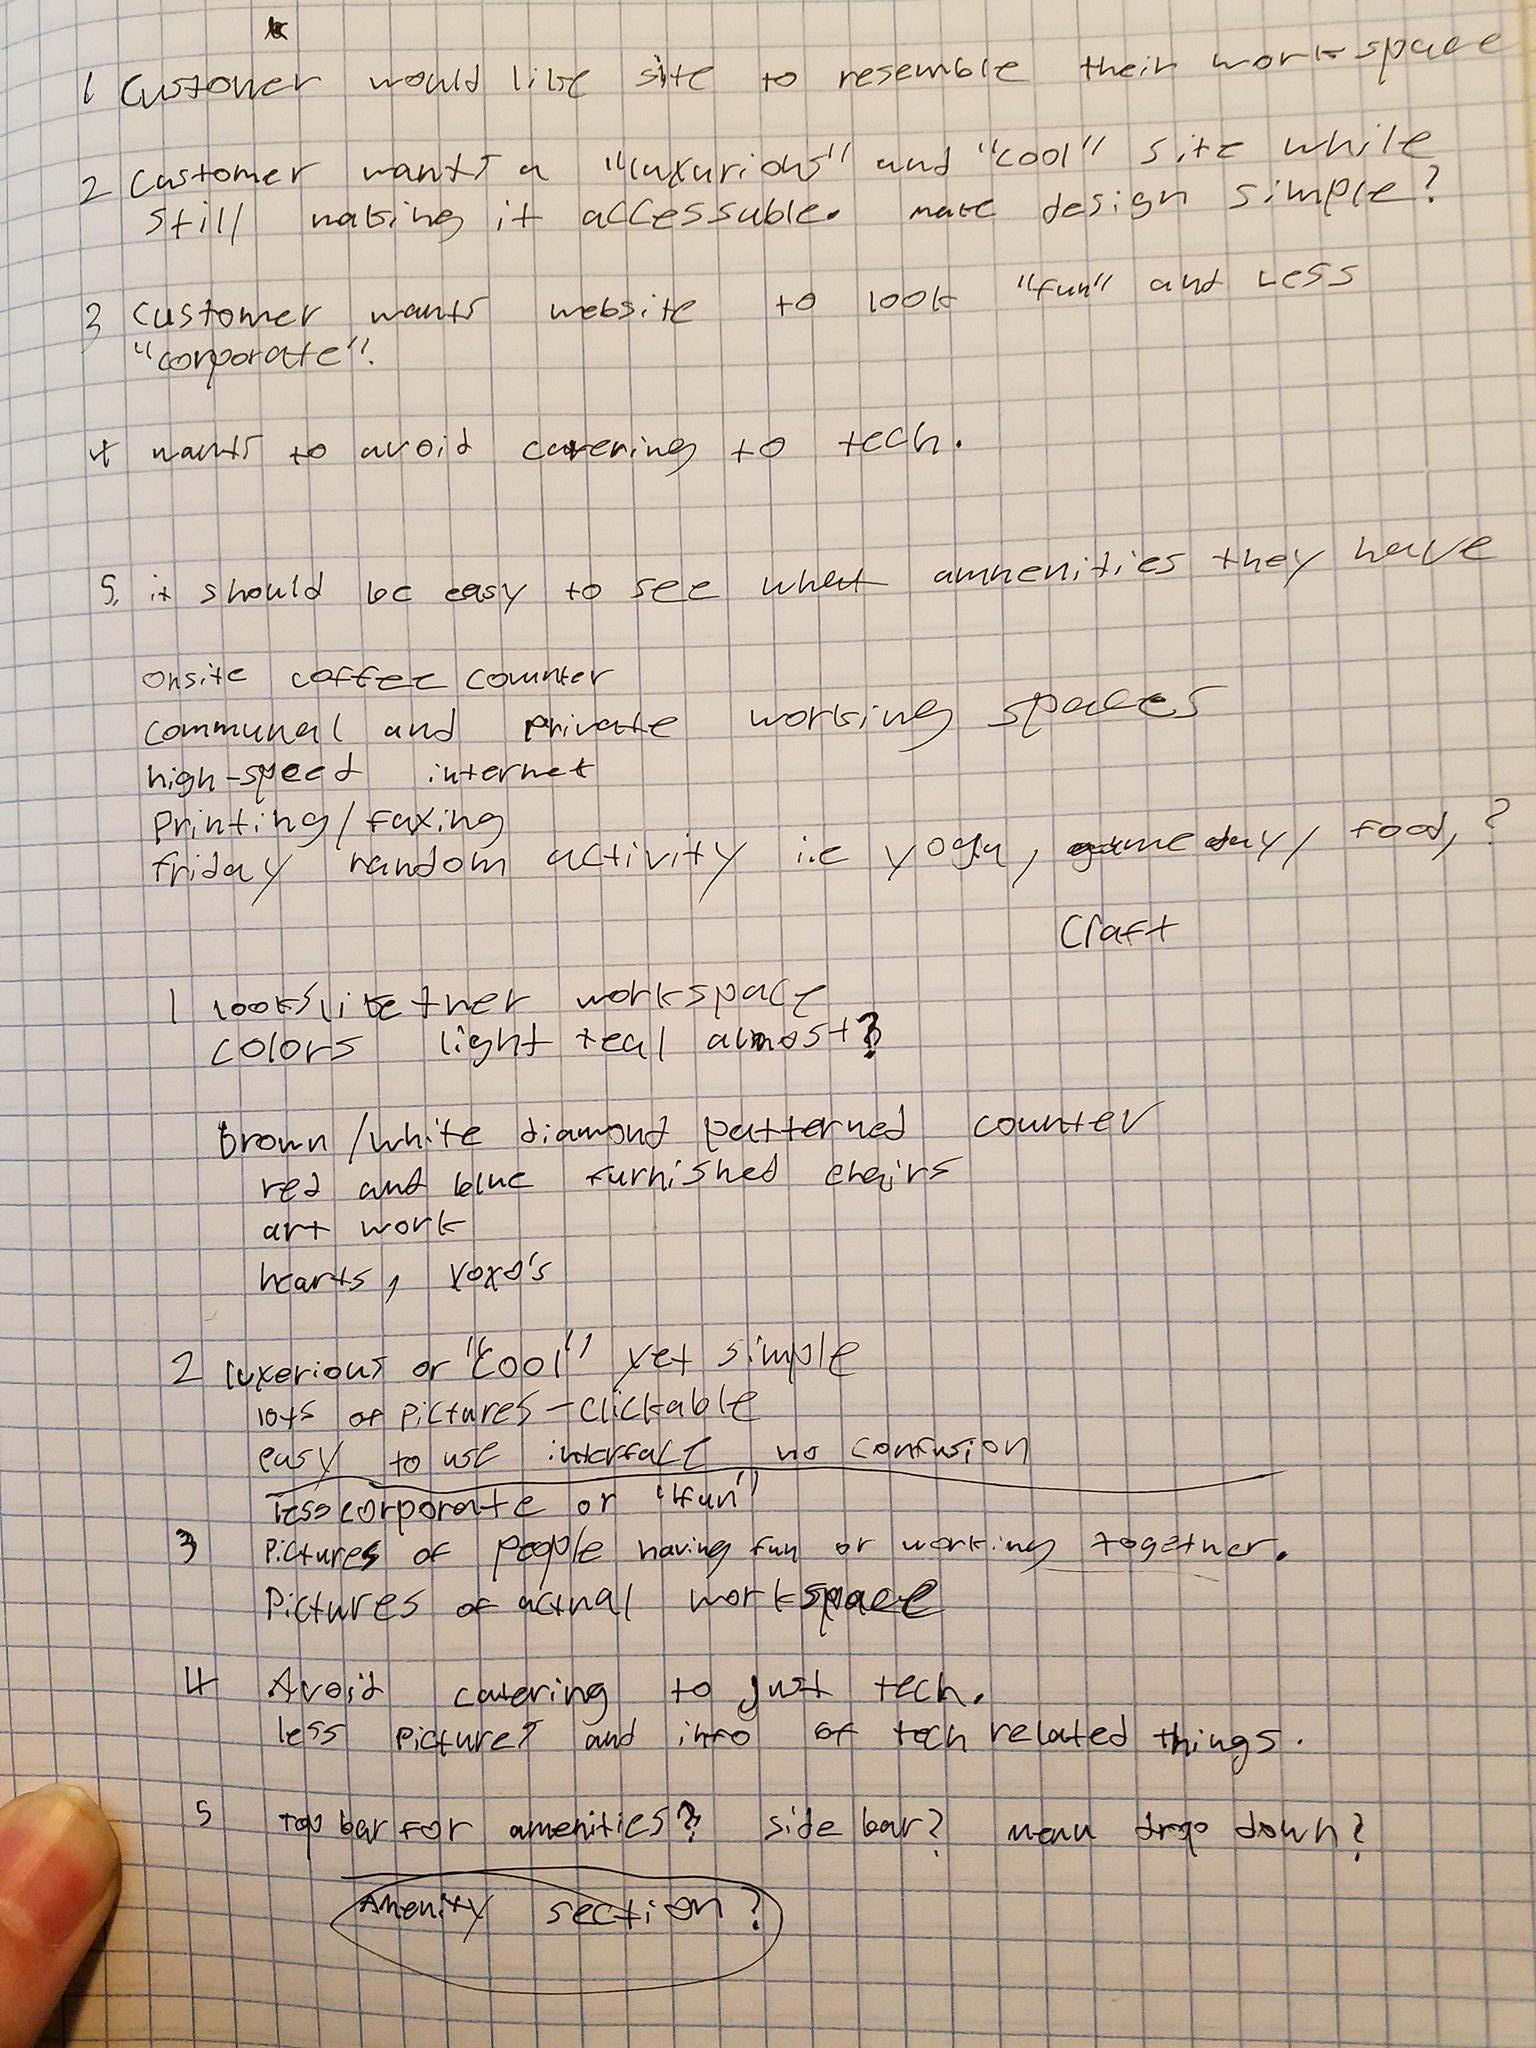 1 Customer would like site to resemble their workspace
2 Customer wants a "luxurious" and "cool" site while
still making it accessuble. make design simple?
3 customer wants website to look "fun" and less
"corporate".
4 wants to avoid catering to tech.
5. it should be easy to see what amnenities they have
onsite coffee counter
communal and private working spaces
high-speed internet
printing/faxing
friday random activity i.e yoga, game day, food, ?
craft
1 looks like ther workspace
colors light teal almost?
brown/white diamond patterned counter
red and blue furnished chairs
art work
hearts, xoxo's
2 luxerious or "cool" yet simple
lots of pictures - clickable
easy to use interface no confusion
less corporate or "fun"
3 Pictures of people having fun or working together.
Pictures of actual workspace
4 Avoid catering to just tech.
less pictures and info of tech related things.
5 top bar for amenities? side bar? menu drop down?
Amenity section?